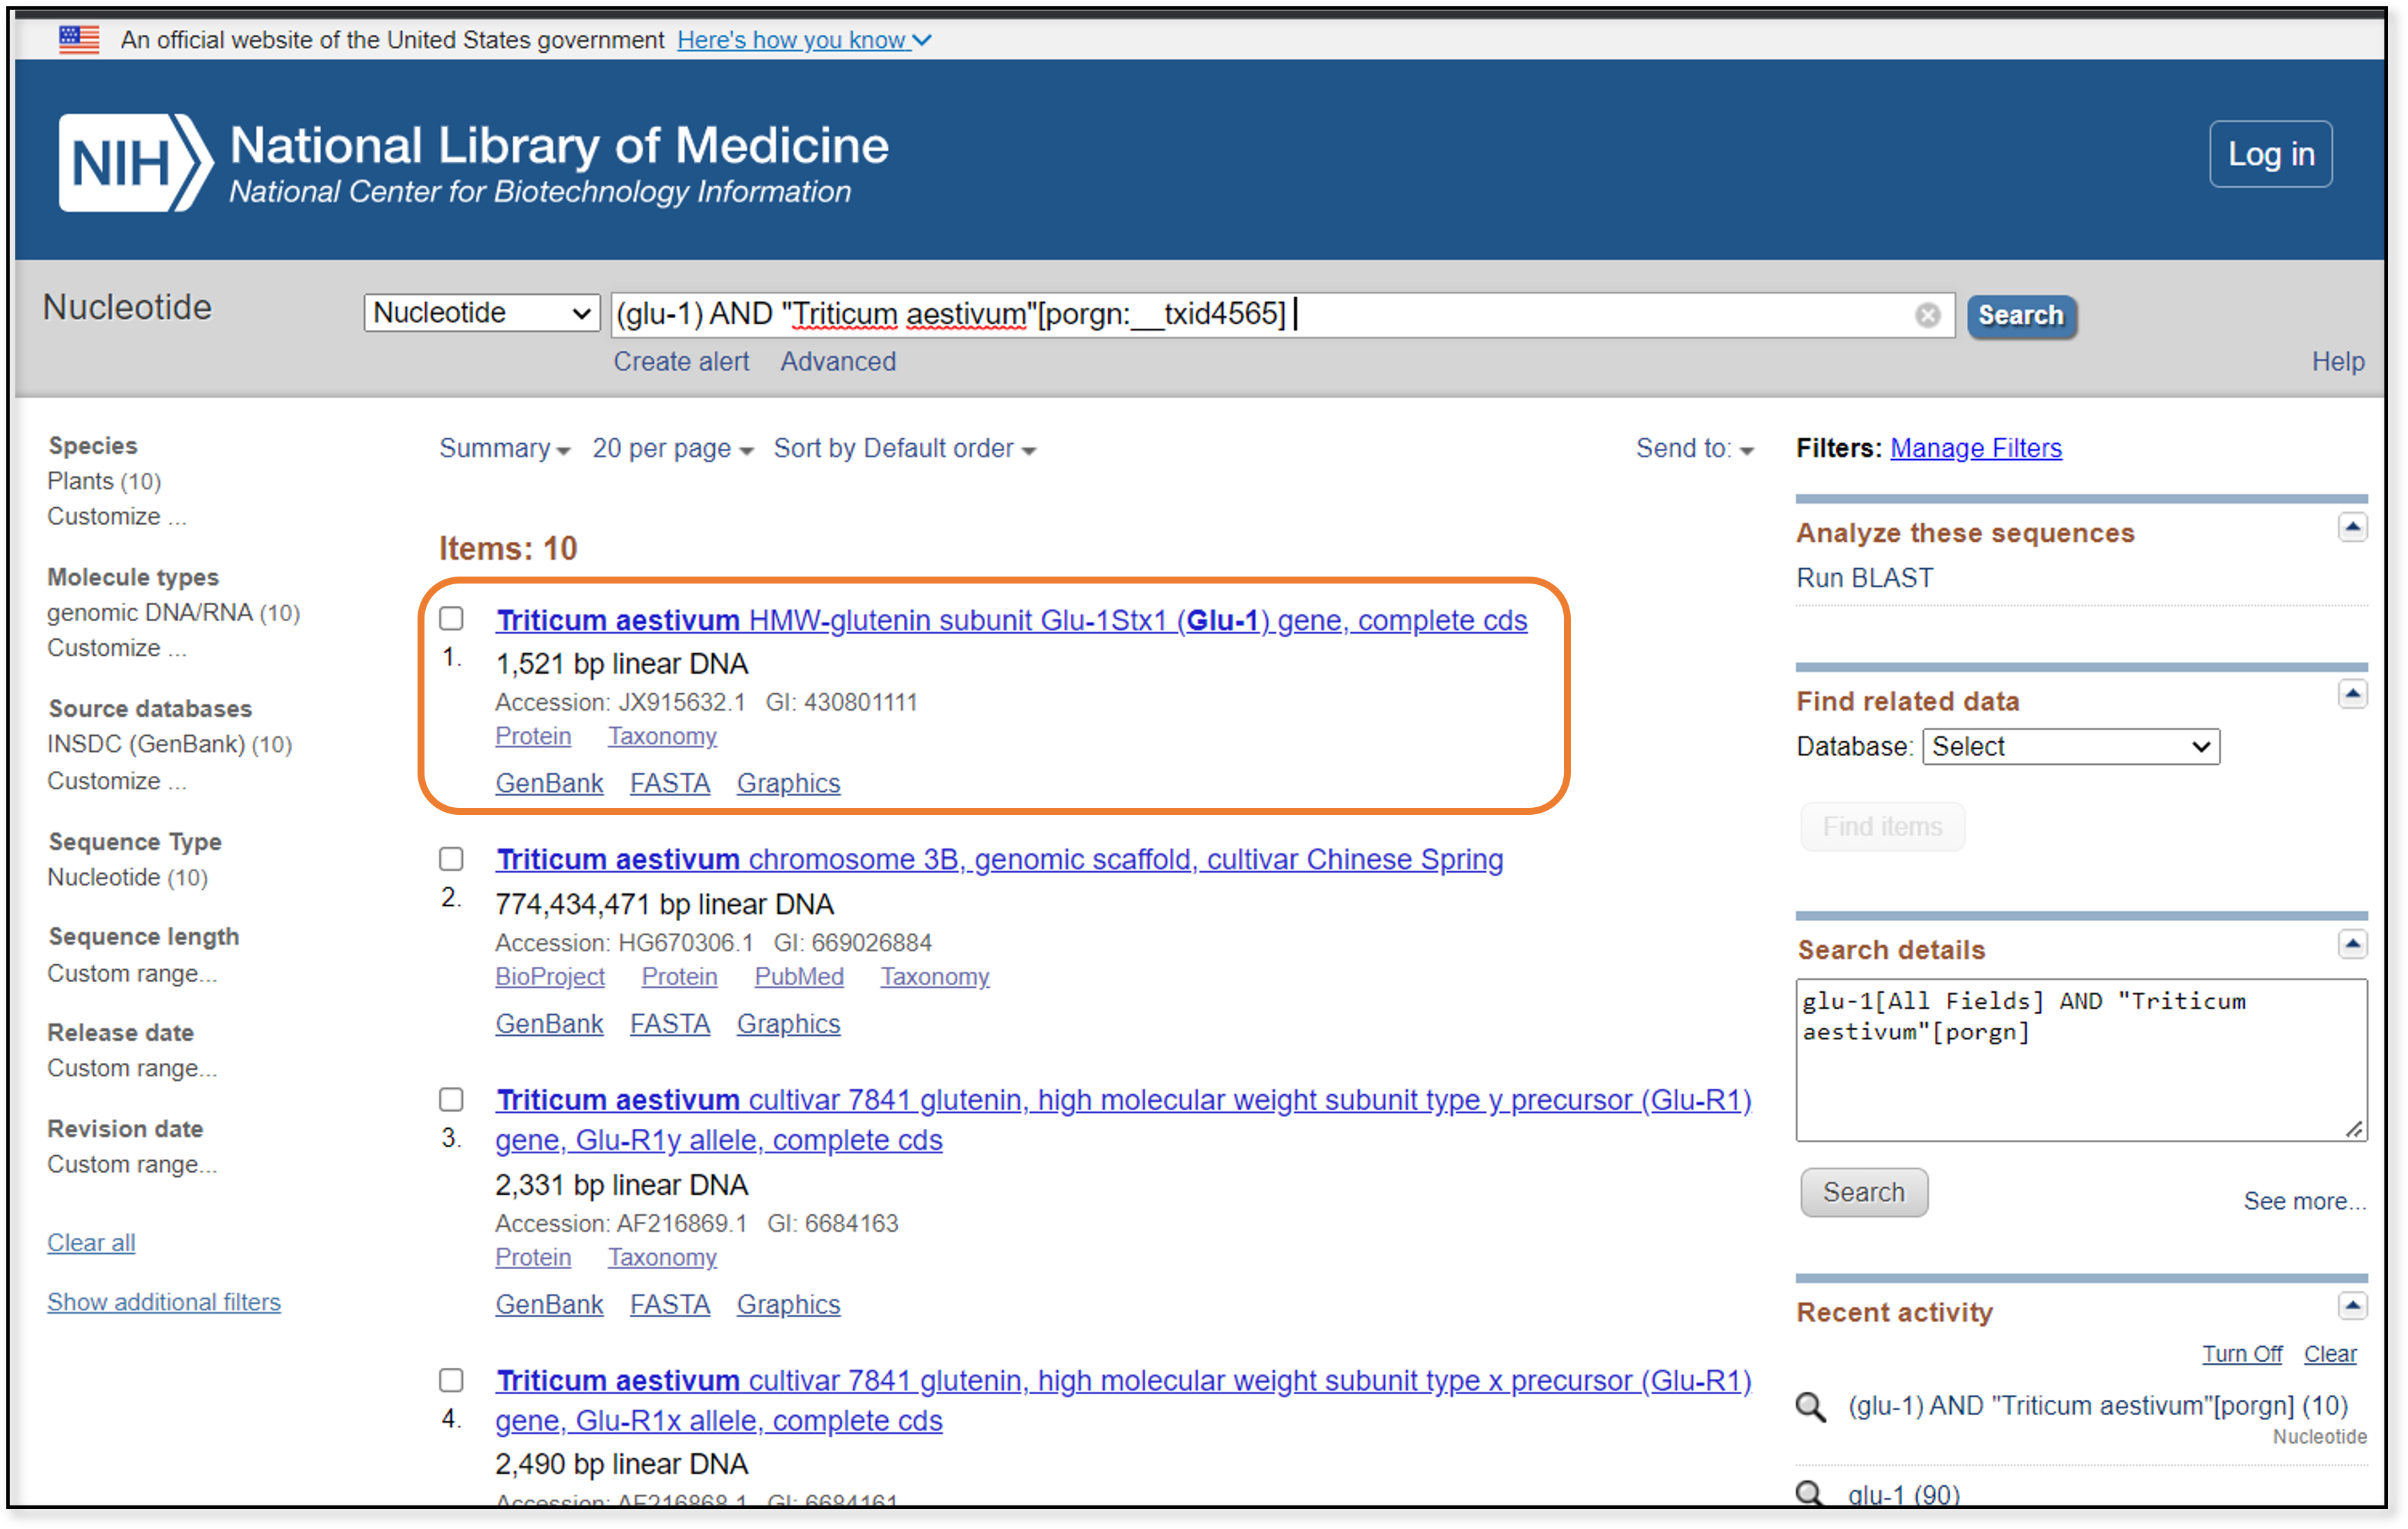 An official website of the United States government Here's how you know
NIH National Library of Medicine
National Center for Biotechnology Information
Log in
Nucleotide
Nucleotide
(glu-1) AND "Triticum aestivum"[porgn:__txid4565]
Search
Create alert Advanced
Help
Species
Plants (10)
Customize ...
Molecule types
genomic DNA/RNA (10)
Customize ...
Source databases
INSDC (GenBank) (10)
Customize ...
Sequence Type
Nucleotide (10)
Sequence length
Custom range...
Release date
Custom range...
Revision date
Custom range...
Clear all
Show additional filters
Summary 20 per page Sort by Default order
Send to:
Items: 10
Triticum aestivum HMW-glutenin subunit Glu-1Stx1 (Glu-1) gene, complete cds
1. 1,521 bp linear DNA
Accession: JX915632.1 GI: 430801111
Protein Taxonomy
GenBank FASTA Graphics
Triticum aestivum chromosome 3B, genomic scaffold, cultivar Chinese Spring
2. 774,434,471 bp linear DNA
Accession: HG670306.1 GI: 669026884
BioProject Protein PubMed Taxonomy
GenBank FASTA Graphics
Triticum aestivum cultivar 7841 glutenin, high molecular weight subunit type y precursor (Glu-R1)
3. gene, Glu-R1y allele, complete cds
2,331 bp linear DNA
Accession: AF216869.1 GI: 6684163
Protein Taxonomy
GenBank FASTA Graphics
Triticum aestivum cultivar 7841 glutenin, high molecular weight subunit type x precursor (Glu-R1)
4. gene, Glu-R1x allele, complete cds
2,490 bp linear DNA
Accession: AF216868.1 GI: 6684161
Filters: Manage Filters
Analyze these sequences
Run BLAST
Find related data
Database: Select
Find items
Search details
glu-1[All Fields] AND "Triticum
aestivum"[porgn]
Search
See more...
Recent activity
Turn Off Clear
(glu-1) AND "Triticum aestivum"[porgn] (10)
Nucleotide
glu-1 (90)